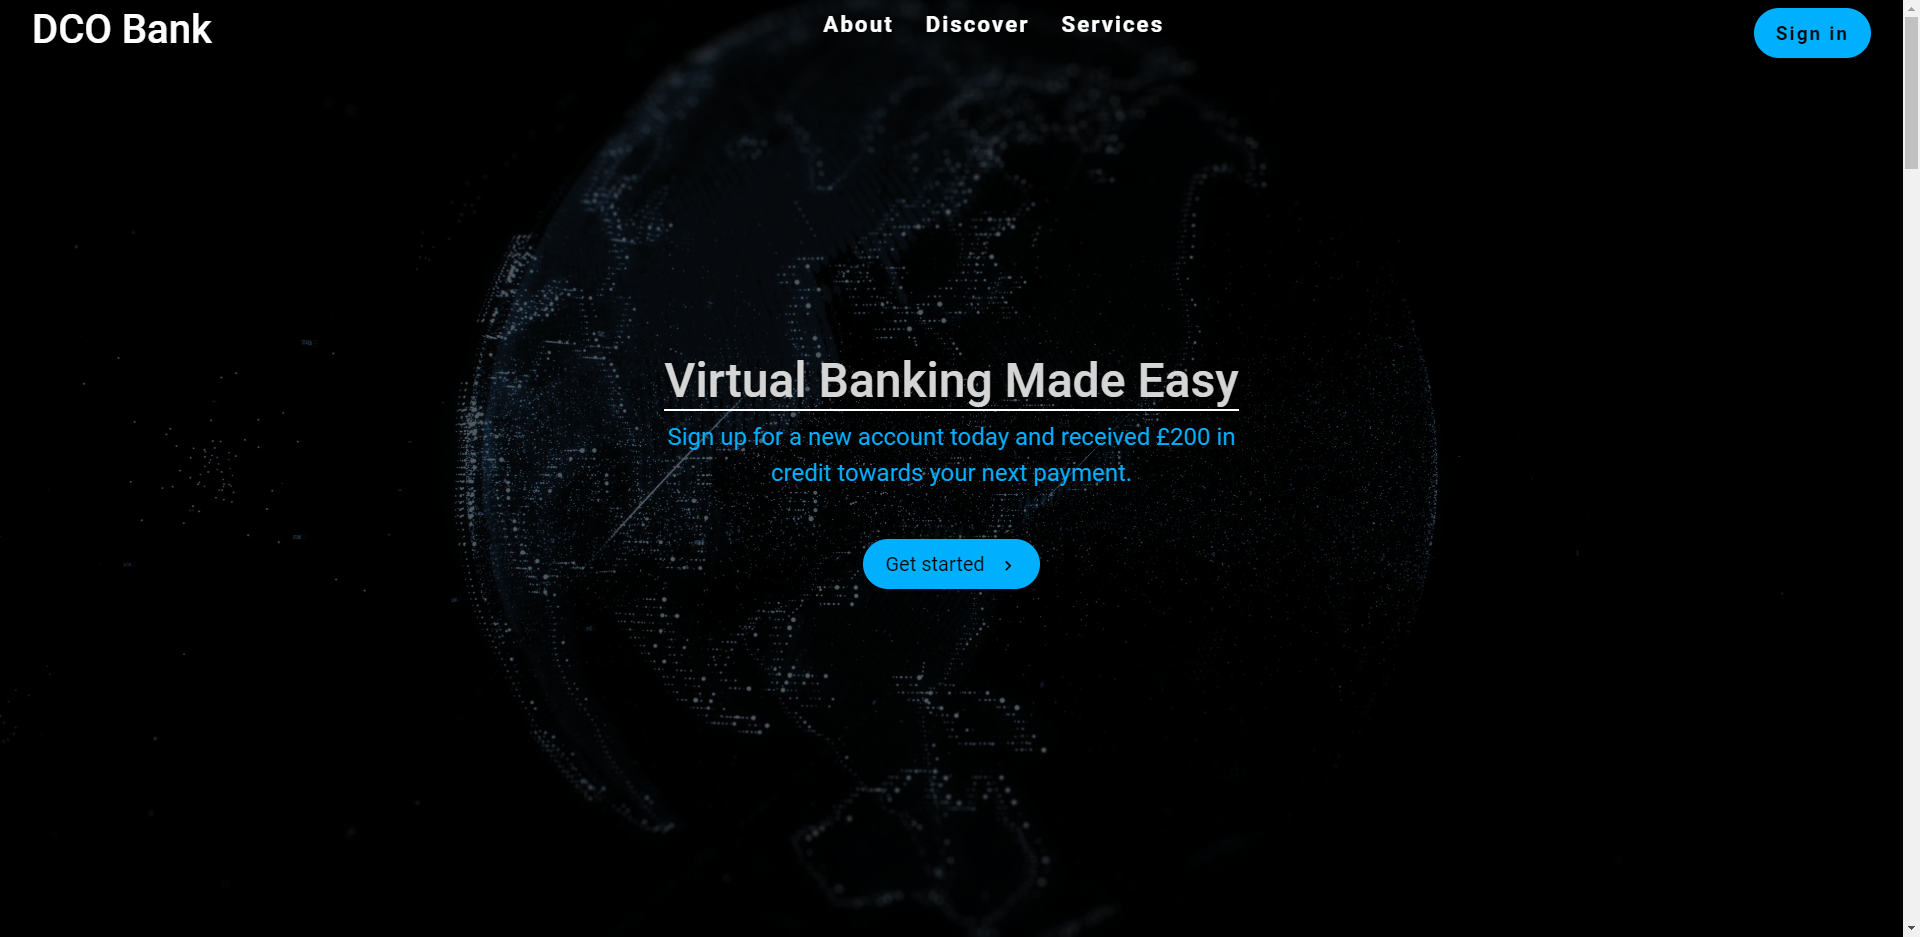 DCO Bank
About Discover Services
Sign in
Virtual Banking Made Easy
Sign up for a new account today and received £200 in
credit towards your next payment.
Get started